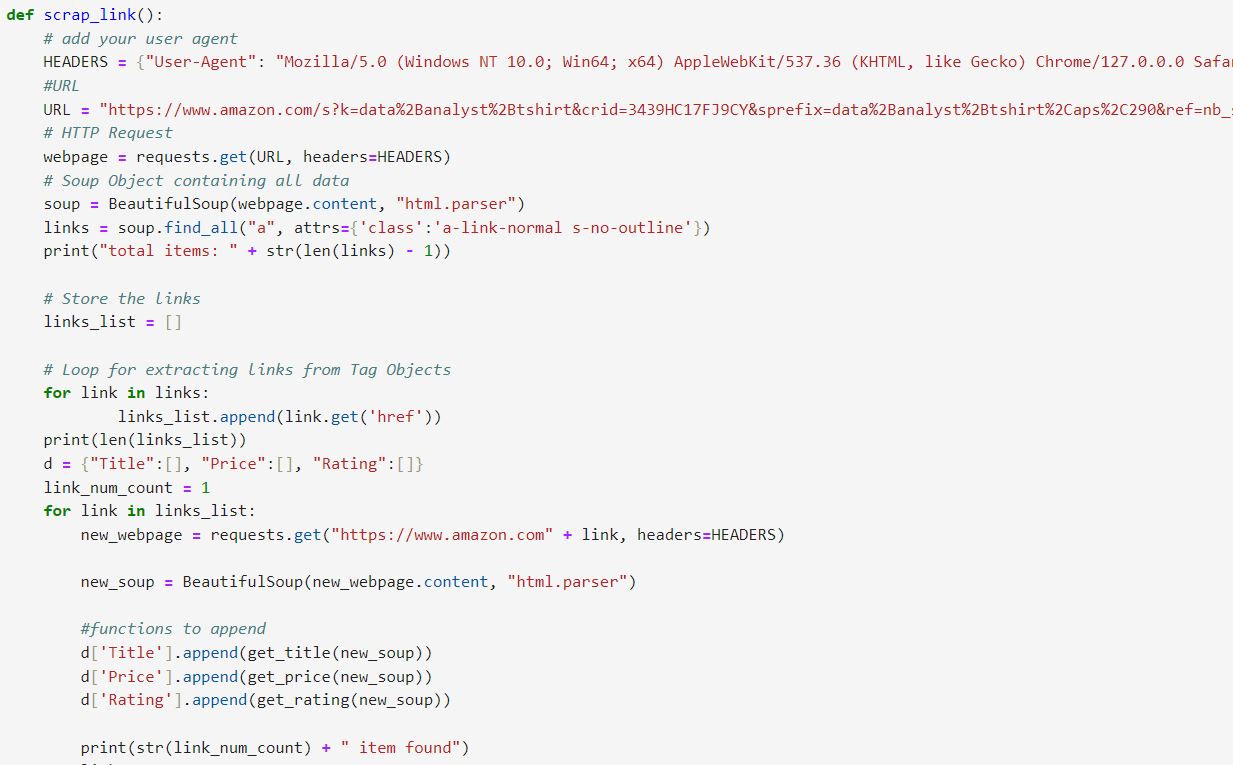 def scrap_link():
    # add your user agent
    HEADERS = {"User-Agent": "Mozilla/5.0 (Windows NT 10.0; Win64; x64) AppleWebKit/537.36 (KHTML, like Gecko) Chrome/127.0.0.0 Safa
    #URL
    URL = "https://www.amazon.com/s?k=data%2Banalyst%2Btshirt&crid=3439HC17FJ9CY&sprefix=data%2Banalyst%2Btshirt%2Caps%2C290&ref=nb_s
    # HTTP Request
    webpage = requests.get(URL, headers=HEADERS)
    # Soup Object containing all data
    soup = BeautifulSoup(webpage.content, "html.parser")
    links = soup.find_all("a", attrs={'class':'a-link-normal s-no-outline'})
    print("total items: " + str(len(links) - 1))

    # Store the links
    links_list = []

    # Loop for extracting links from Tag Objects
    for link in links:
            links_list.append(link.get('href'))
    print(len(links_list))
    d = {"Title":[], "Price":[], "Rating":[]}
    link_num_count = 1
    for link in links_list:
        new_webpage = requests.get("https://www.amazon.com" + link, headers=HEADERS)

        new_soup = BeautifulSoup(new_webpage.content, "html.parser")

        #functions to append
        d['Title'].append(get_title(new_soup))
        d['Price'].append(get_price(new_soup))
        d['Rating'].append(get_rating(new_soup))

        print(str(link_num_count) + " item found")